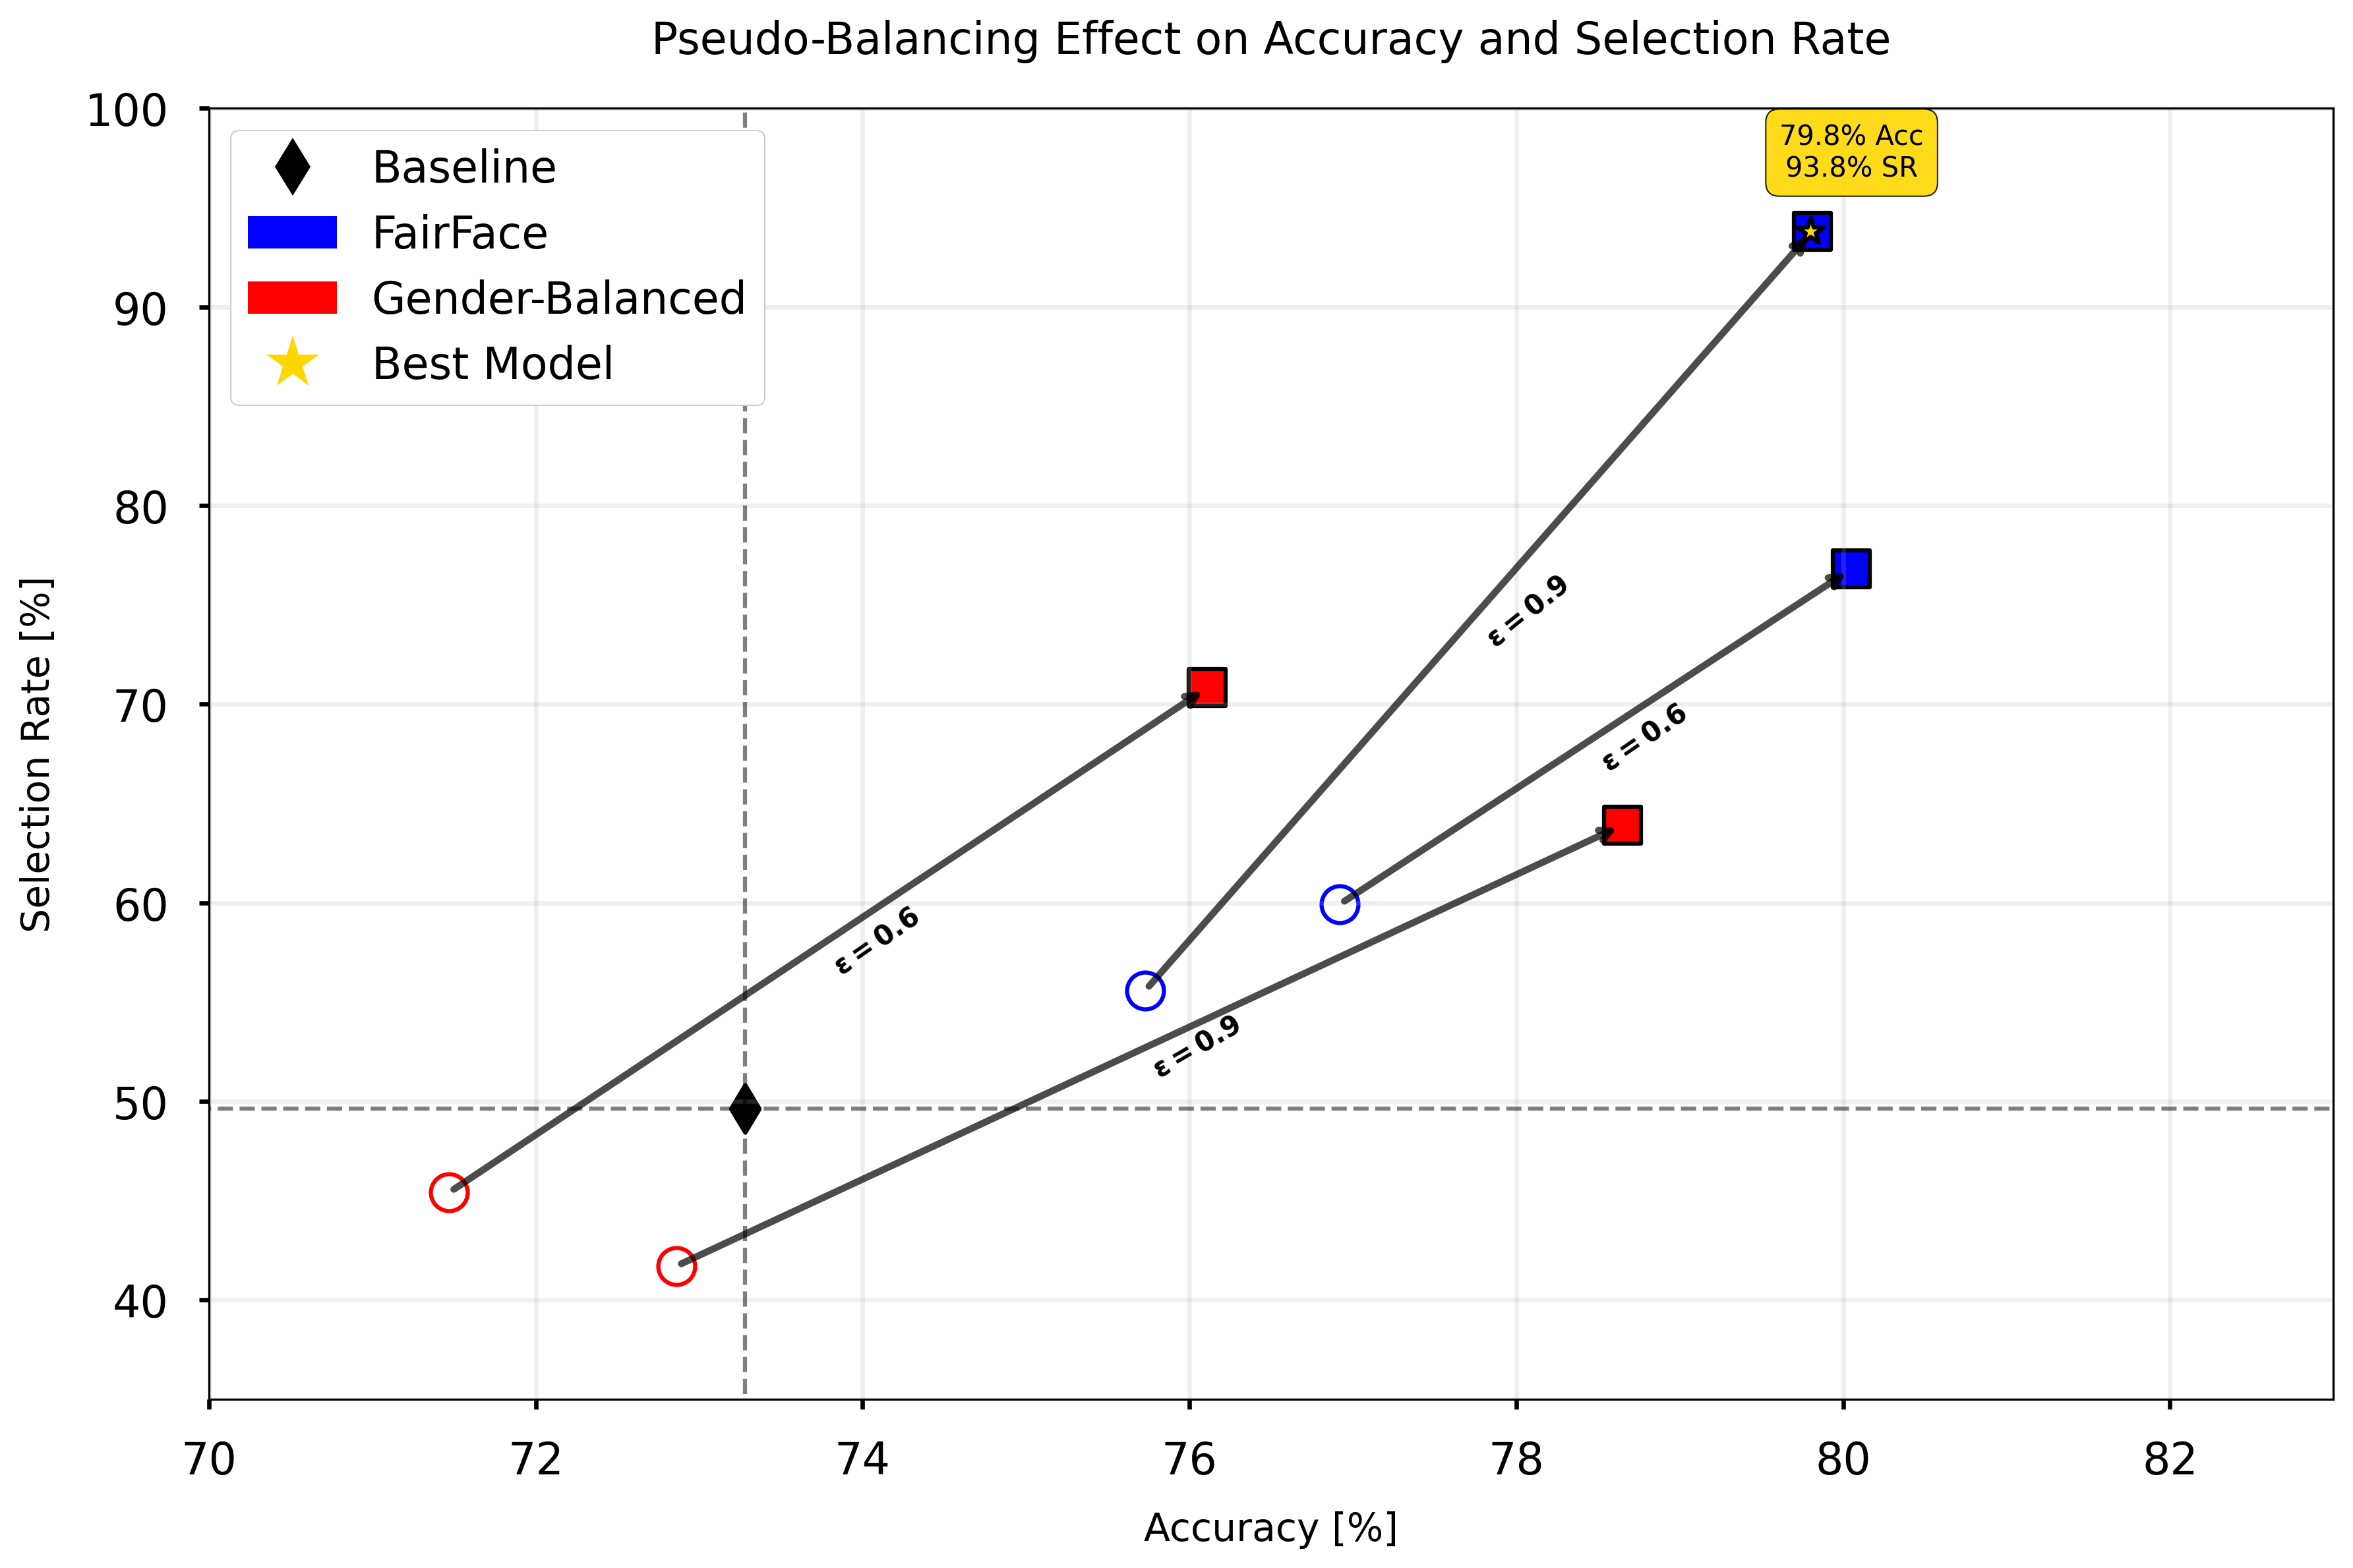 Pseudo-Balancing Effect on Accuracy and Selection Rate
Baseline
FairFace
Gender-Balanced
Best Model
79.8% Acc
93.8% SR
ε = 0.9
ε = 0.6
ε = 0.6
ε = 0.9
Selection Rate [%]
100
90
80
70
60
50
40
70 72 74 76 78 80 82
Accuracy [%]